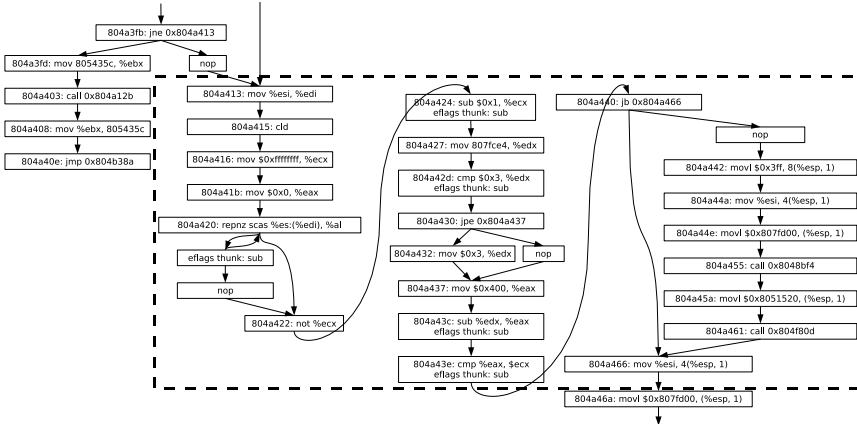 804a3fb: jne 0x804a413
804a3fd: mov 805435c, %ebx
nop
804a403: call 0x804a12b
804a408: mov %ebx, 805435c
804a40e: jmp 0x804b38a
804a413: mov %esi, %edi
804a415: cld
804a416: mov $0xffffffff, %ecx
804a41b: mov $0x0, %eax
804a420: repnz scas %es:(%edi), %al
eflags thunk: sub
nop
804a422: not %ecx
804a424: sub $0x1, %ecx
eflags thunk: sub
804a427: mov 807fce4, %edx
804a42d: cmp $0x3, %edx
eflags thunk: sub
804a430: jpe 0x804a437
804a432: mov $0x3, %edx
nop
804a437: mov $0x400, %eax
804a43c: sub %edx, %eax
eflags thunk: sub
804a43e: cmp %eax, $ecx
eflags thunk: sub
804a440: jb 0x804a466
nop
804a442: movl $0x3ff, 8(%esp, 1)
804a44a: mov %esi, 4(%esp, 1)
804a44e: movl $0x807fd00, (%esp, 1)
804a455: call 0x8048bf4
804a45a: movl $0x8051520, (%esp, 1)
804a461: call 0x804f80d
804a466: mov %esi, 4(%esp, 1)
804a46a: movl $0x807fd00, (%esp, 1)